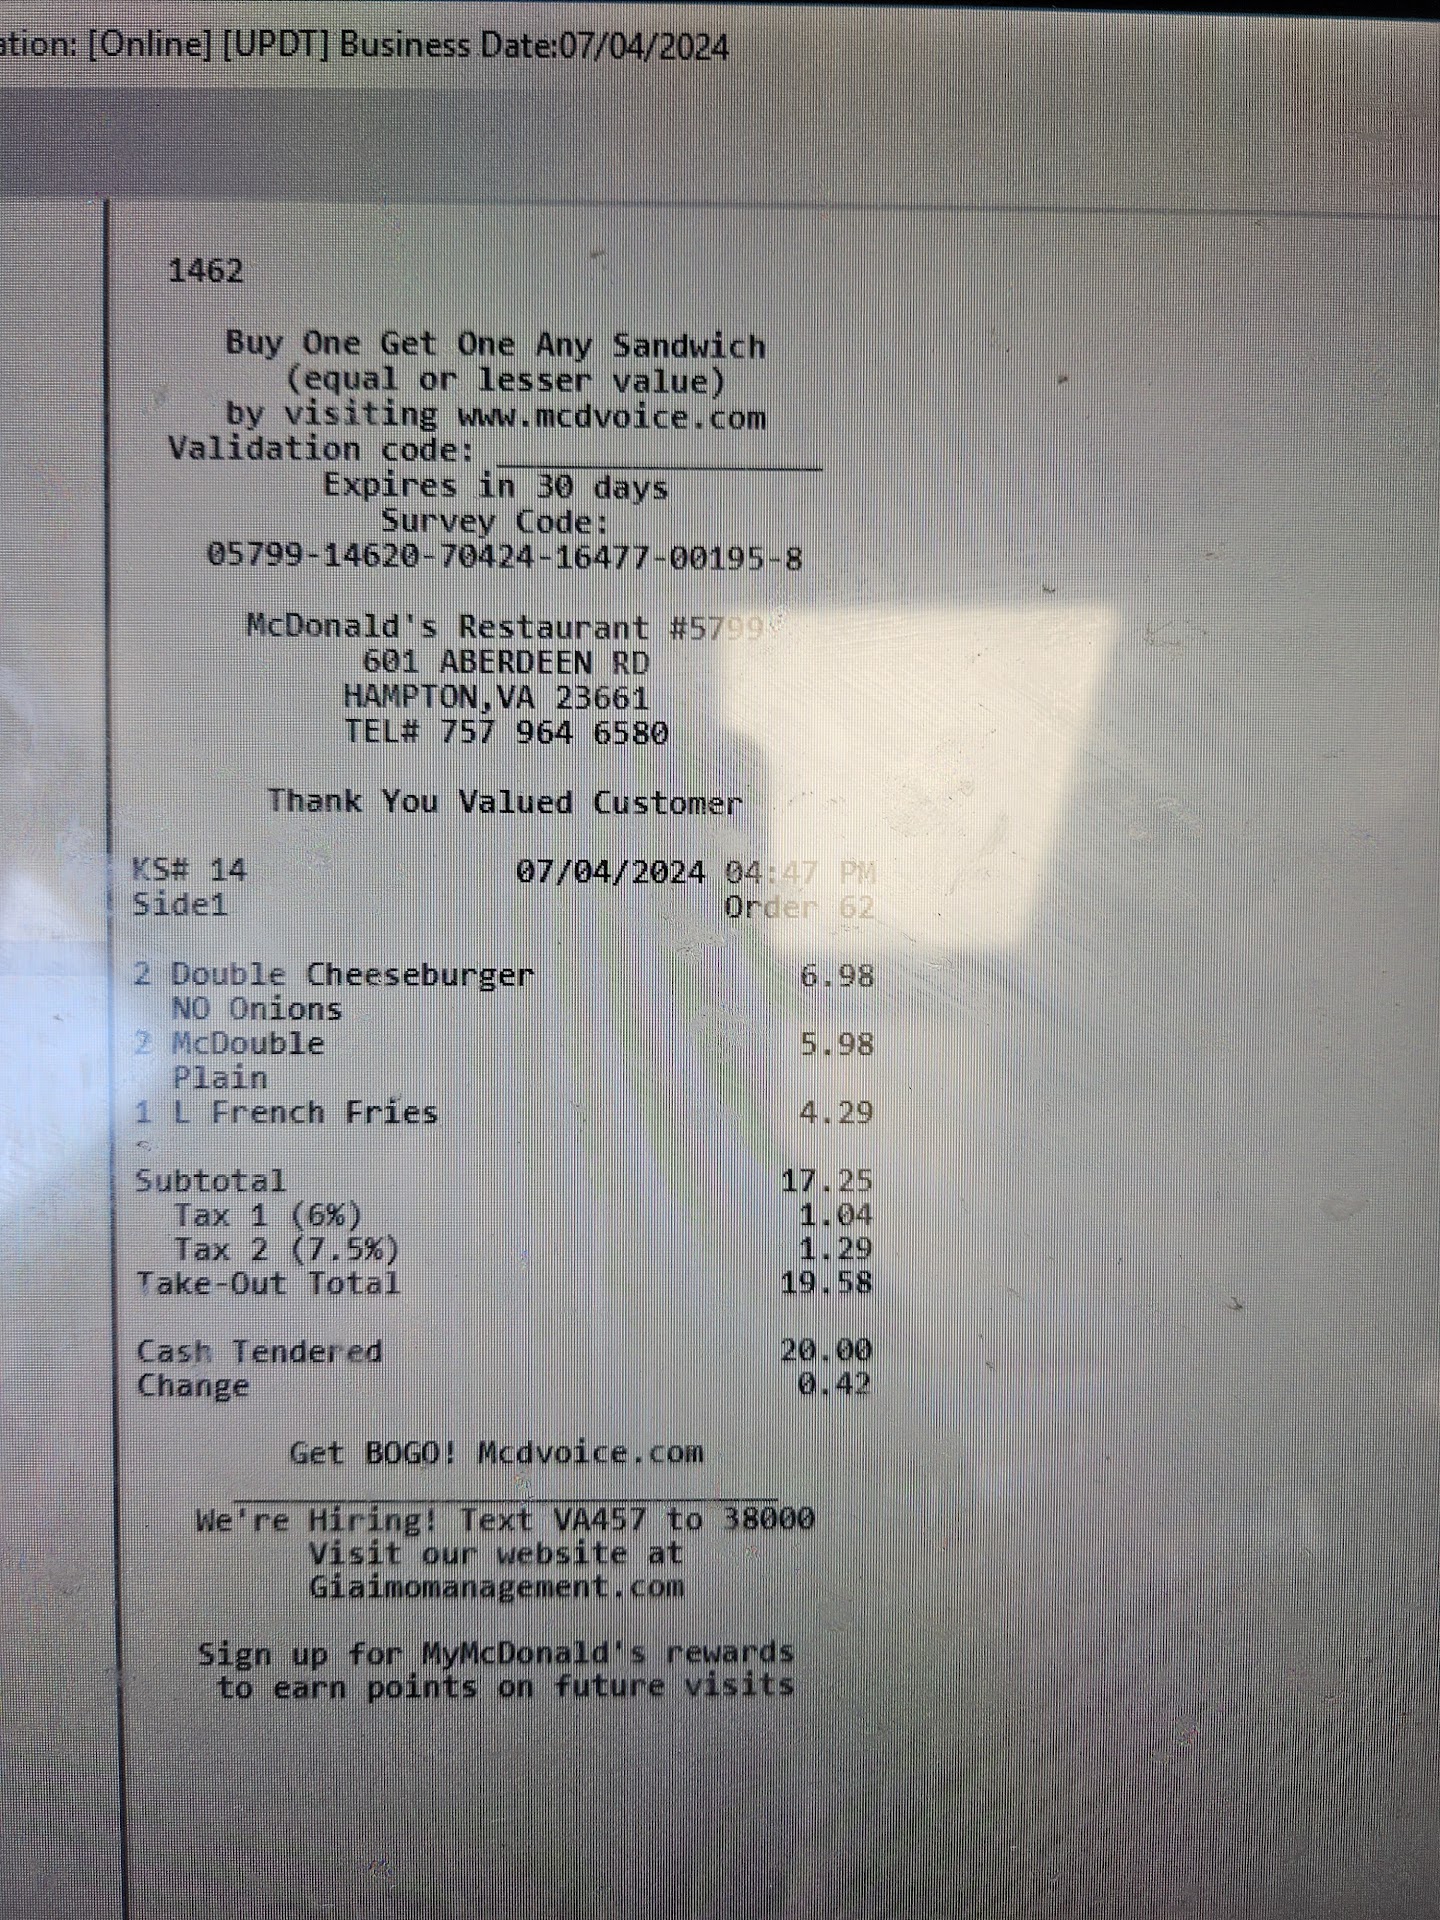 ation: [Online] [UPDT] Business Date:07/04/2024
1462
Buy One Get One Any Sandwich
(equal or lesser value)
by visiting www.mcdvoice.com
Validation code: ________________
Expires in 30 days
Survey Code:
05799-14620-70424-16477-00195-8
McDonald's Restaurant #5799
601 ABERDEEN RD
HAMPTON,VA 23661
TEL# 757 964 6580
Thank You Valued Customer
KS# 14 07/04/2024 04:47 PM
Side1 Order 62
2 Double Cheeseburger 6.98
NO Onions
2 McDouble 5.98
Plain
1 L French Fries 4.29
Subtotal 17.25
Tax 1 (6%) 1.04
Tax 2 (7.5%) 1.29
Take-Out Total 19.58
Cash Tendered 20.00
Change 0.42
Get BOGO! Mcdvoice.com
We're Hiring! Text VA457 to 38000
Visit our website at
Giaimomanagement.com
Sign up for MyMcDonald's rewards
to earn points on future visits